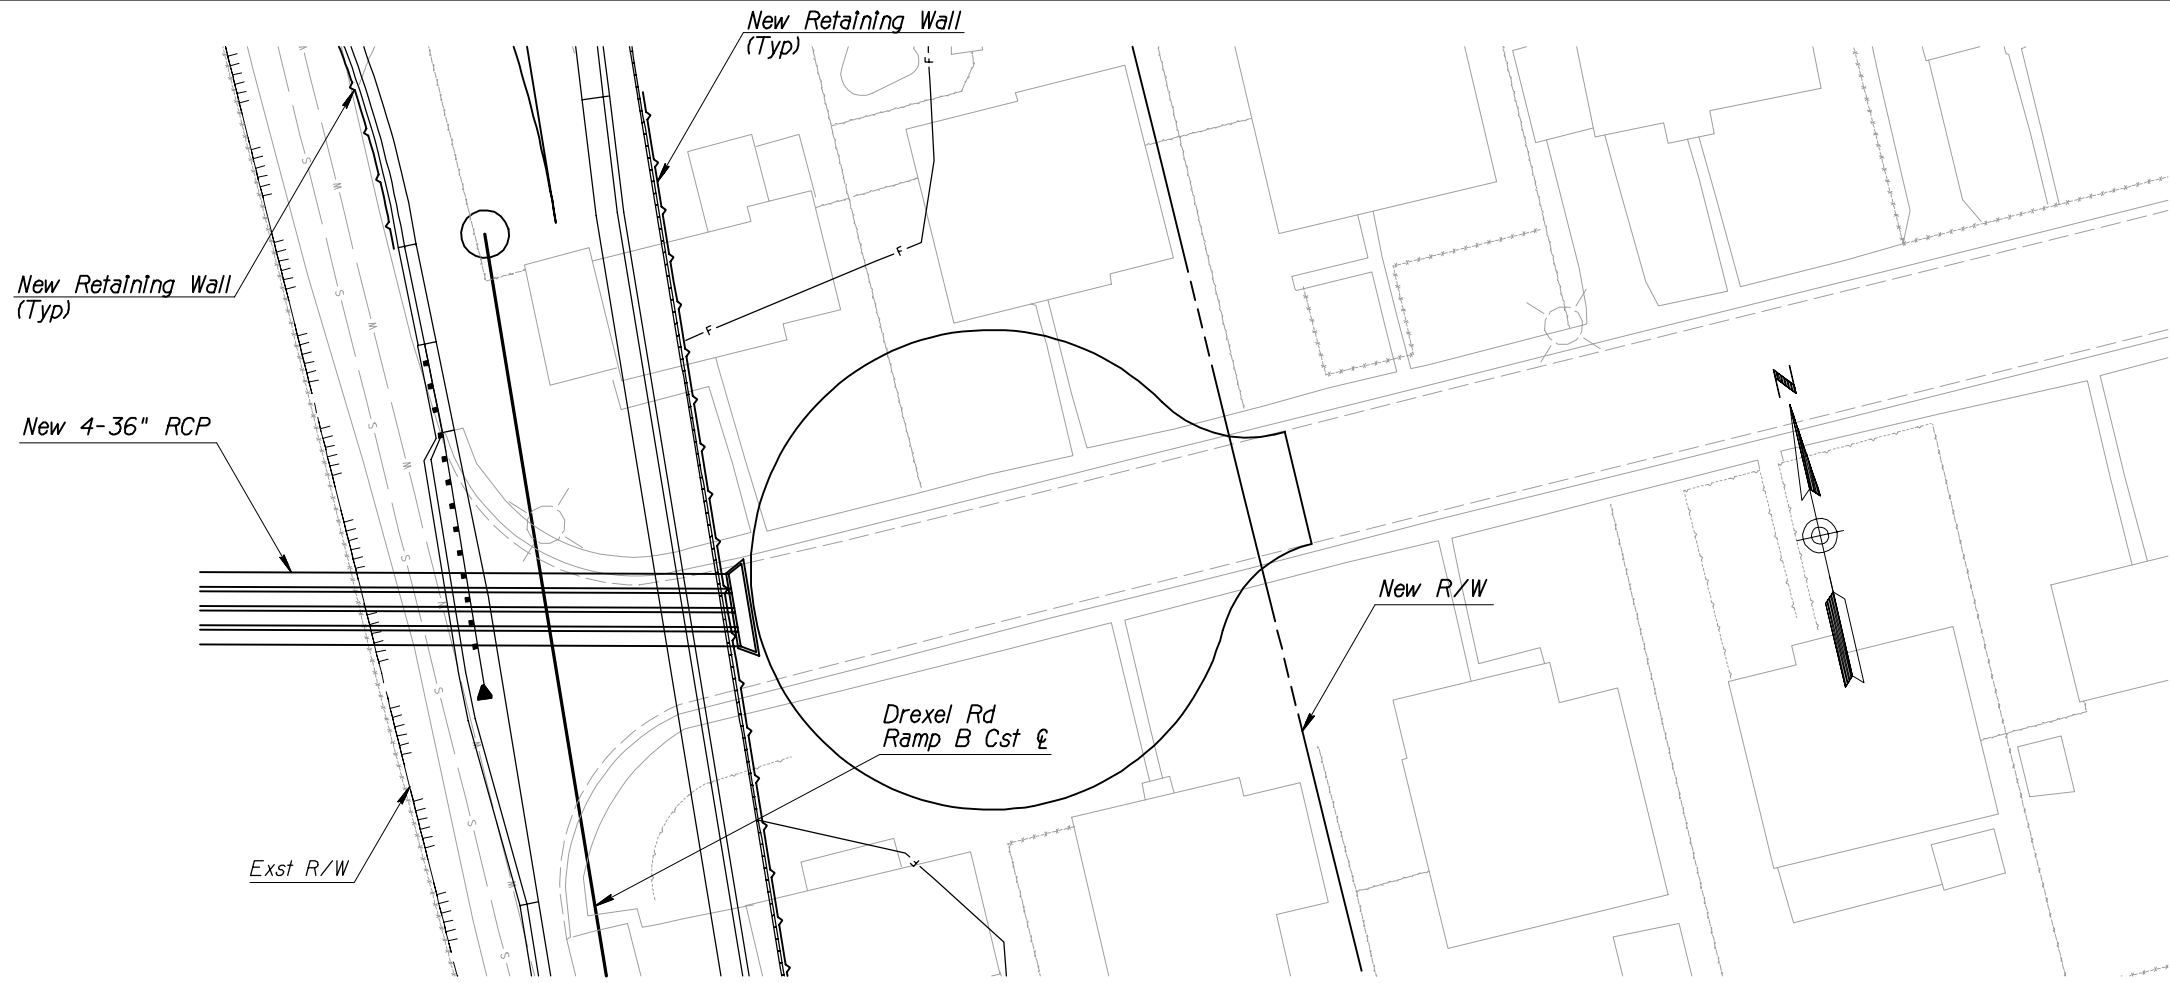 New Retaining Wall
(Typ)
F
F
F
New Retaining Wall
(Typ)
New 4-36" RCP
N
New R/W
Drexel Rd
Ramp B Cst ℄
Exst R/W
F
S
W
S
W
S
W
S
W
S
W
S
W
S